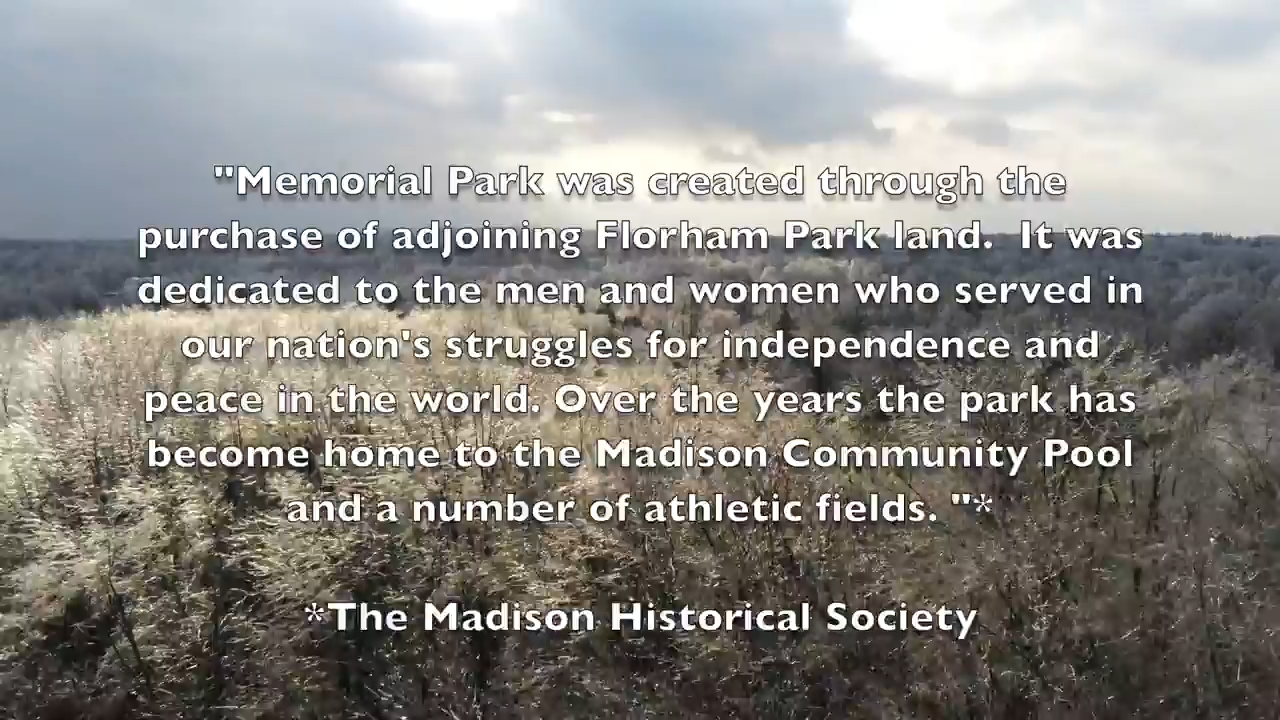 "Memorial Park was created through the
purchase of adjoining Florham Park land.  It was
dedicated to the men and women who served in
our nation's struggles for independence and
peace in the world. Over the years the park has
become home to the Madison Community Pool
and a number of athletic fields. "*
*The Madison Historical Society